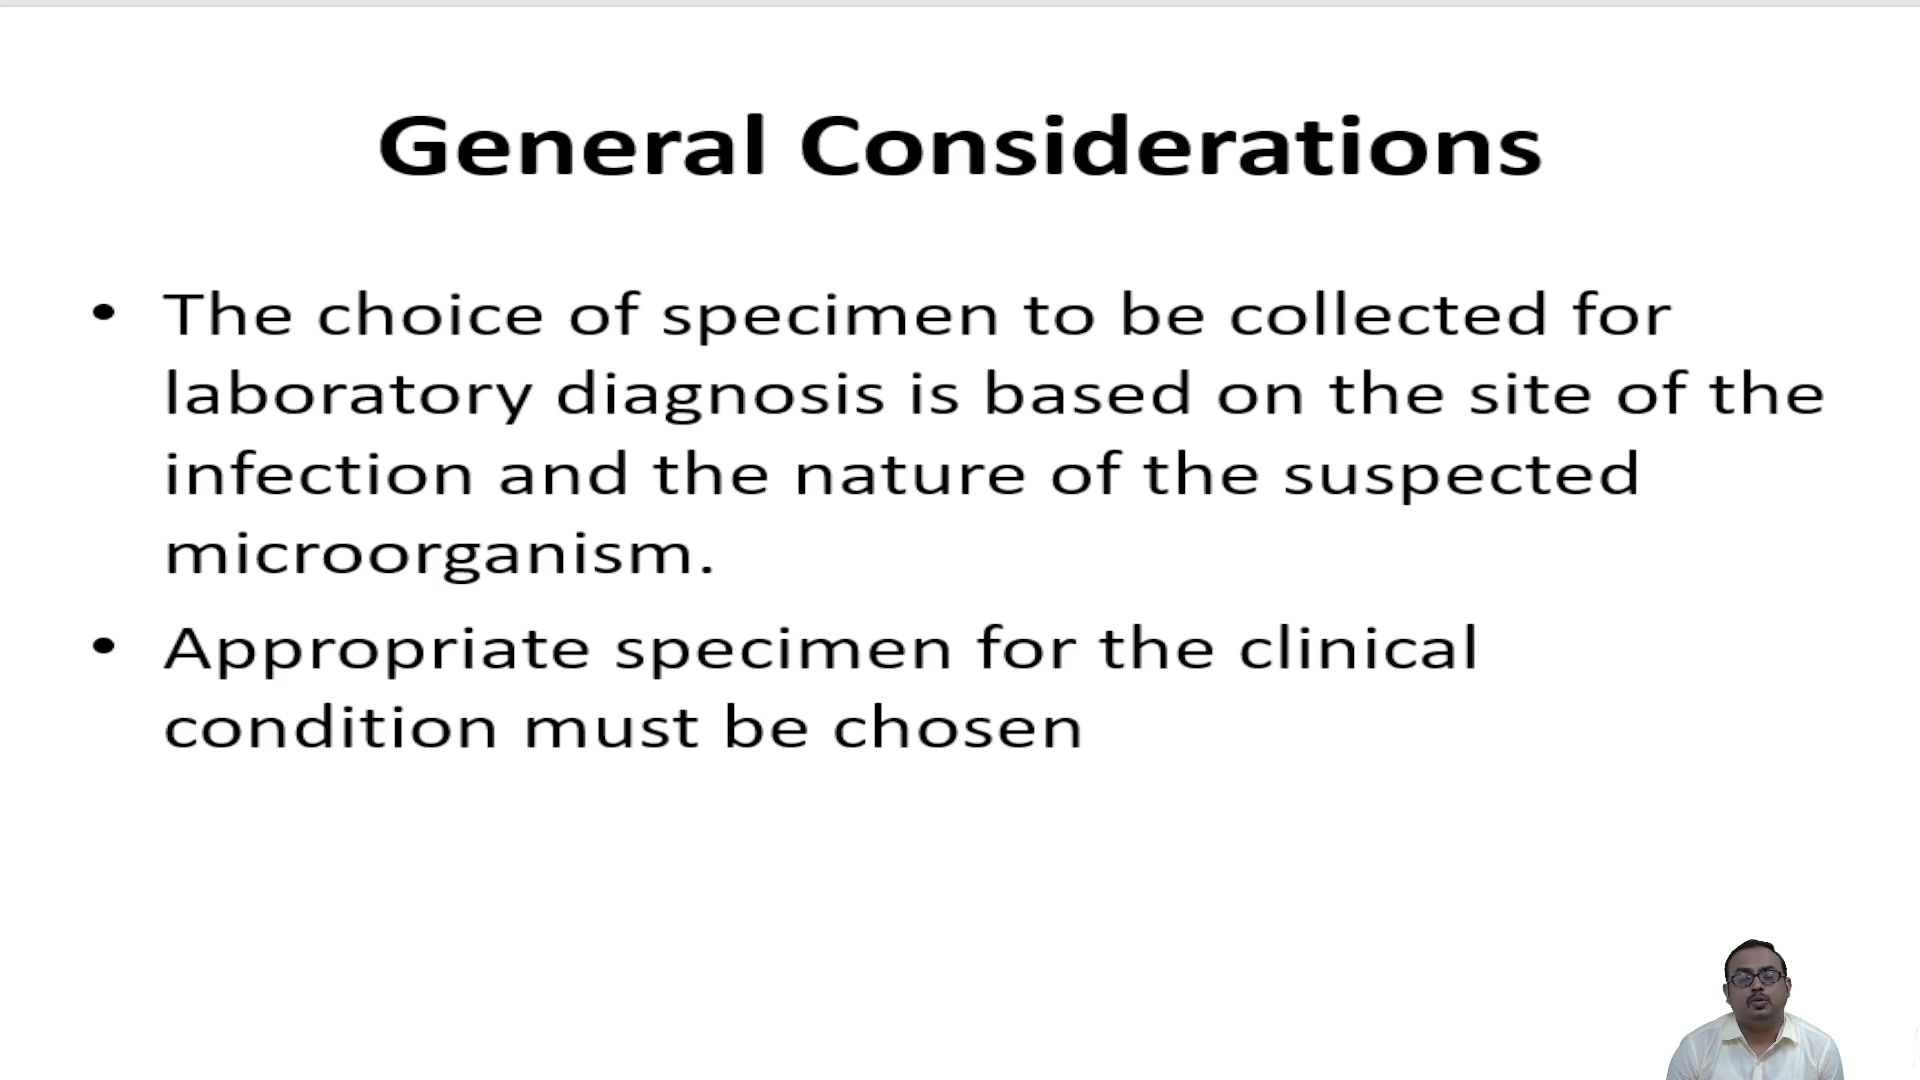 General Considerations
• The choice of specimen to be collected for
laboratory diagnosis is based on the site of the
infection and the nature of the suspected
microorganism.
• Appropriate specimen for the clinical
condition must be chosen